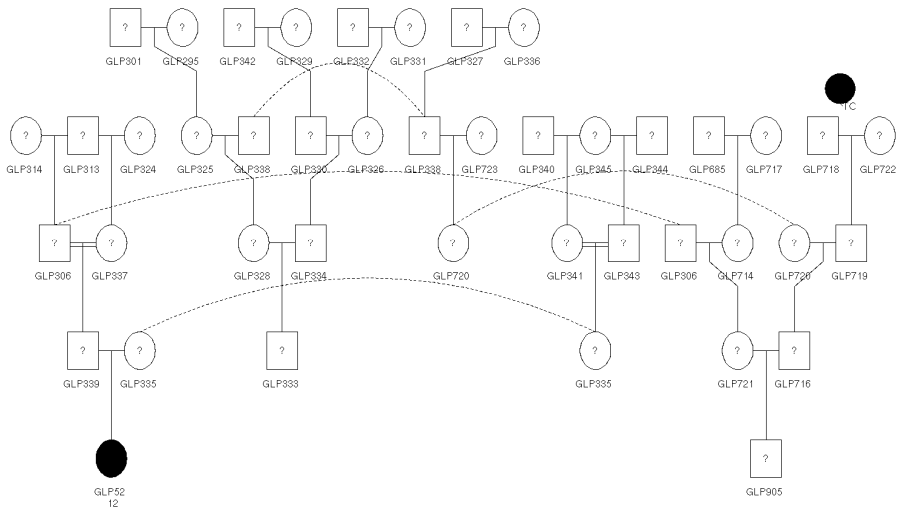 ? ? ? ? ? ? ? ?
GLP301 GLP295 GLP342 GLP329 GLP332 GLP331 GLP327 GLP336
TC
? ? ? ? ? ? ? ? ? ? ? ? ? ? ? ?
GLP314 GLP313 GLP324 GLP325 GLP338 GLP330 GLP326 GLP338 GLP723 GLP340 GLP345 GLP344 GLP685 GLP717 GLP718 GLP722
? ? ? ? ? ? ? ? ? ? ?
GLP306 GLP337 GLP328 GLP334 GLP720 GLP341 GLP343 GLP306 GLP714 GLP720 GLP719
? ? ? ? ? ?
GLP339 GLP335 GLP333 GLP335 GLP721 GLP716
?
GLP52 GLP905
12